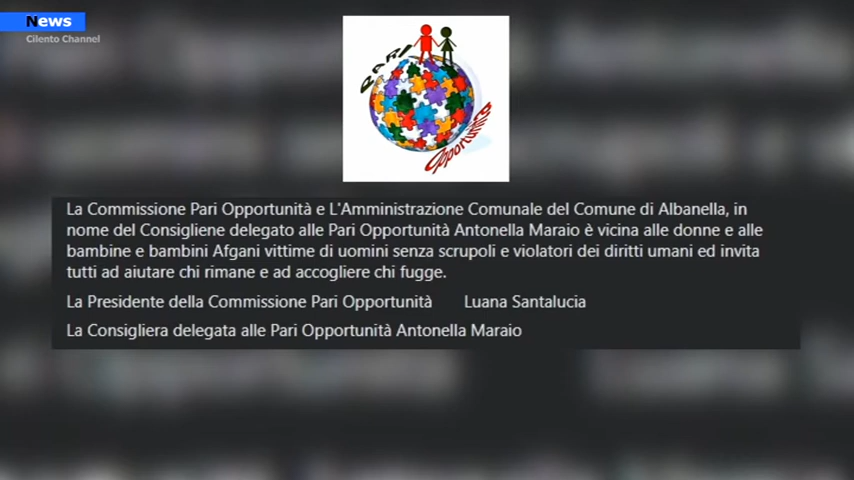 News
Cilento Channel
PARI
Opportunità
La Commissione Pari Opportunità e L'Amministrazione Comunale del Comune di Albanella, in
nome del Consigliene delegato alle Pari Opportunità Antonella Maraio è vicina alle donne e alle
bambine e bambini Afgani vittime di uomini senza scrupoli e violatori dei diritti umani ed invita
tutti ad aiutare chi rimane e ad accogliere chi fugge.
La Presidente della Commissione Pari Opportunità Luana Santalucia
La Consigliera delegata alle Pari Opportunità Antonella Maraio